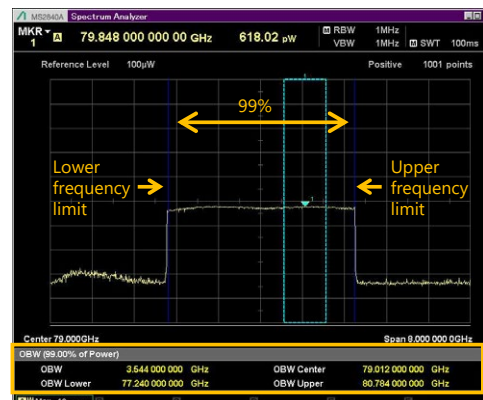 MS2840A Spectrum Analyzer
MKR 1 A 79.848 000 000 00 GHz 618.02 pW M RBW 1MHz
VBW 1MHz M SWT 100ms
Reference Level 100µW Positive 1001 points
1
99%
Lower frequency limit
Upper frequency limit
1
Center 79.000GHz Span 8.000 000 0GHz
OBW (99.00% of Power)
OBW 3.544 000 000 GHz OBW Center 79.012 000 000 GHz
OBW Lower 77.240 000 000 GHz OBW Upper 80.784 000 000 GHz